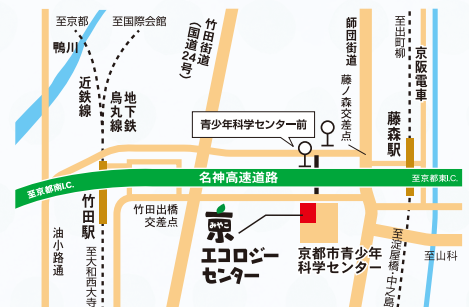 至京都
至国際会館
鴨川
近鉄線
地下鉄
烏丸線
竹田街道
(国道24号)
師団街道
藤ノ森交差点
至出町柳
京阪電車
藤森駅
青少年科学センター前
名神高速道路
至京都南I.C.
至京都東I.C.
竹田駅
竹田出橋
交差点
油小路通
至大和西大寺
京
みやこ
エコロジー
センター
京都市青少年
科学センター
至淀屋橋・中之島
至山科